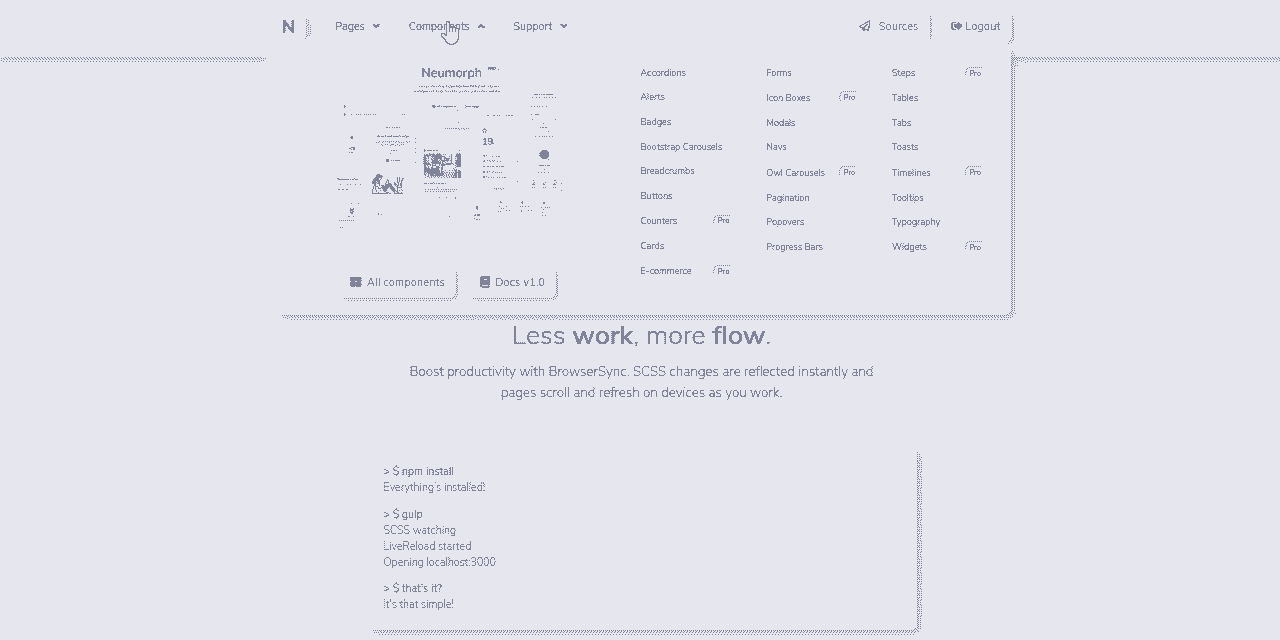 N Pages Components Support Sources Logout
Neumorph PRO
19
All components Docs v1.0
Accordions
Alerts
Badges
Bootstrap Carousels
Breadcrumbs
Buttons
Counters Pro
Cards
E-commerce Pro
Forms
Icon Boxes Pro
Modals
Navs
Owl Carousels Pro
Pagination
Popovers
Progress Bars
Steps Pro
Tables
Tabs
Toasts
Timelines Pro
Tooltips
Typography
Widgets Pro
Less work, more flow.
Boost productivity with BrowserSync. SCSS changes are reflected instantly and
pages scroll and refresh on devices as you work.
> $ npm install
Everything's installed!
> $ gulp
SCSS watching
LiveReload started
Opening localhost:3000
> $ that's it?
It's that simple!